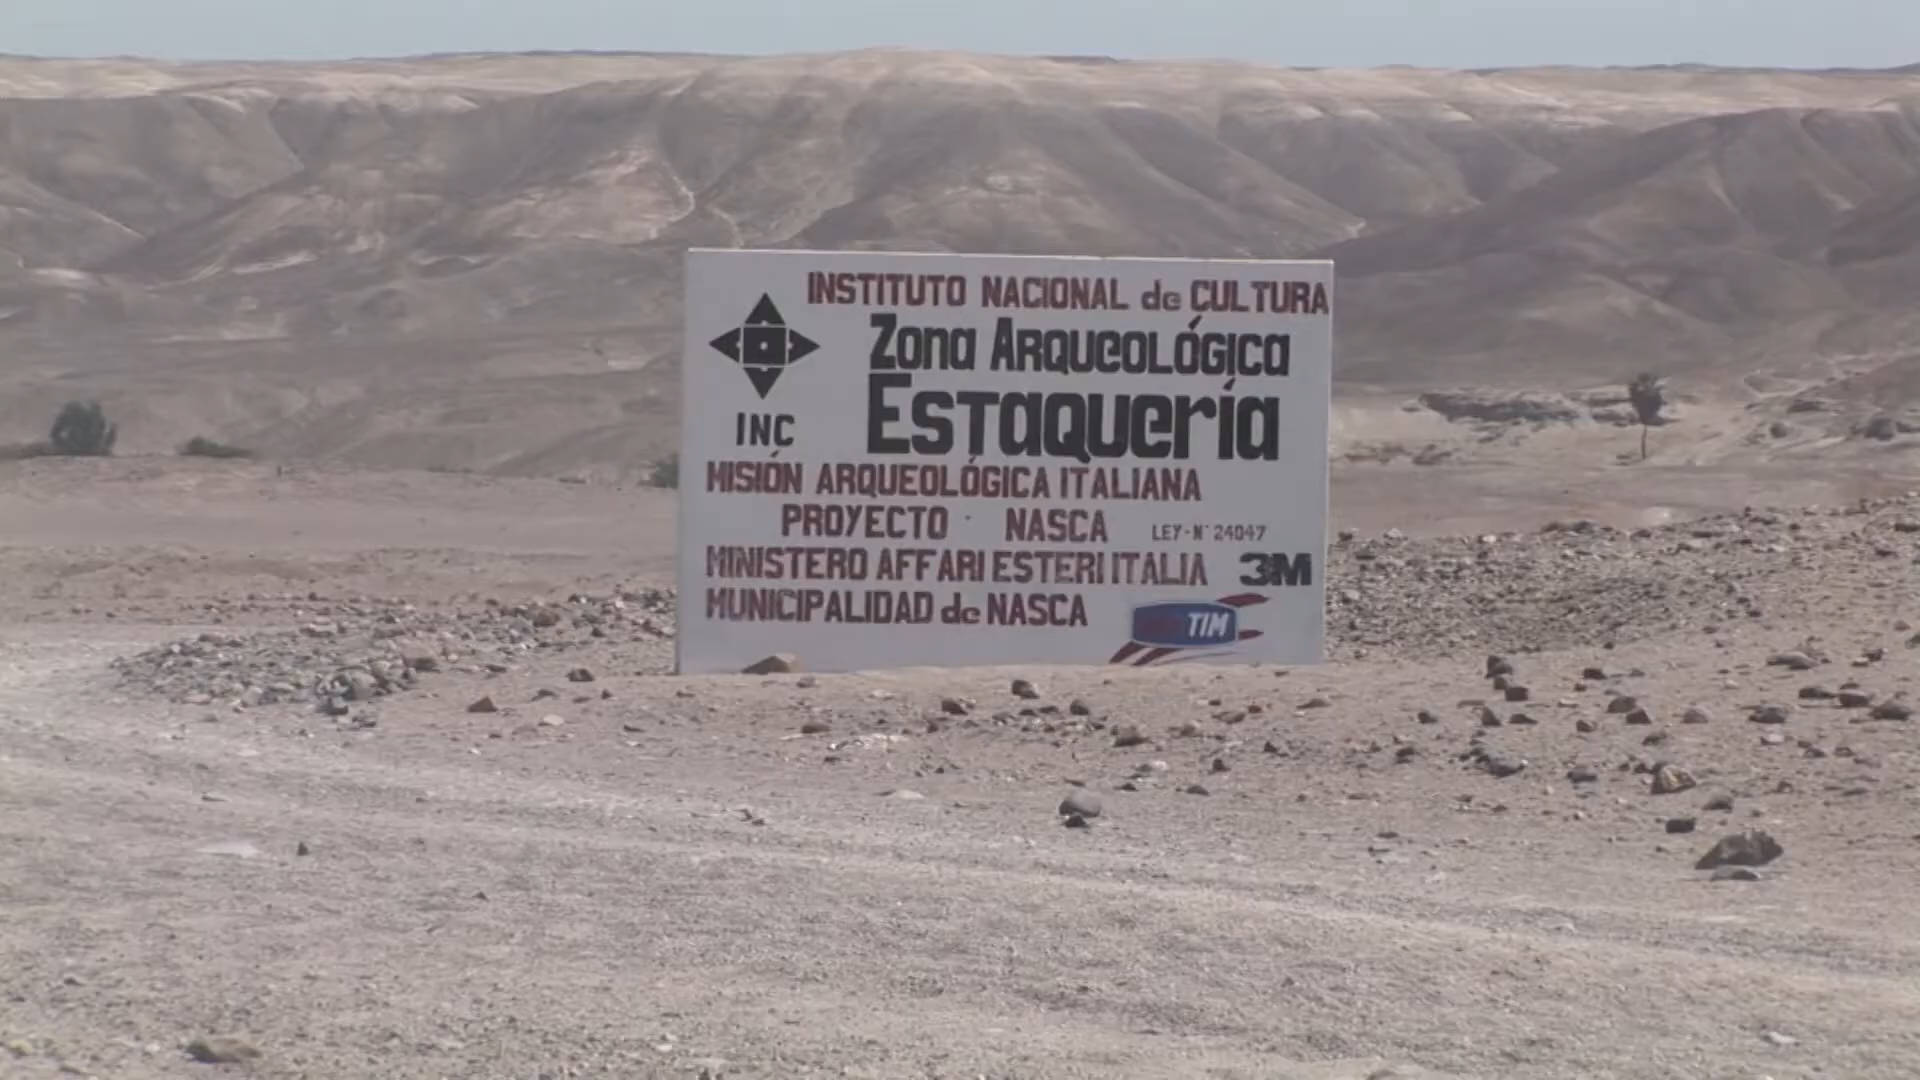 INSTITUTO NACIONAL de CULTURA
Zona Arqueológica
Estaquería
INC
MISIÓN ARQUEOLÓGICA ITALIANA
PROYECTO - NASCA LEY-N° 24047
MINISTERO AFFARI ESTERI ITALIA 3M
MUNICIPALIDAD de NASCA
TIM